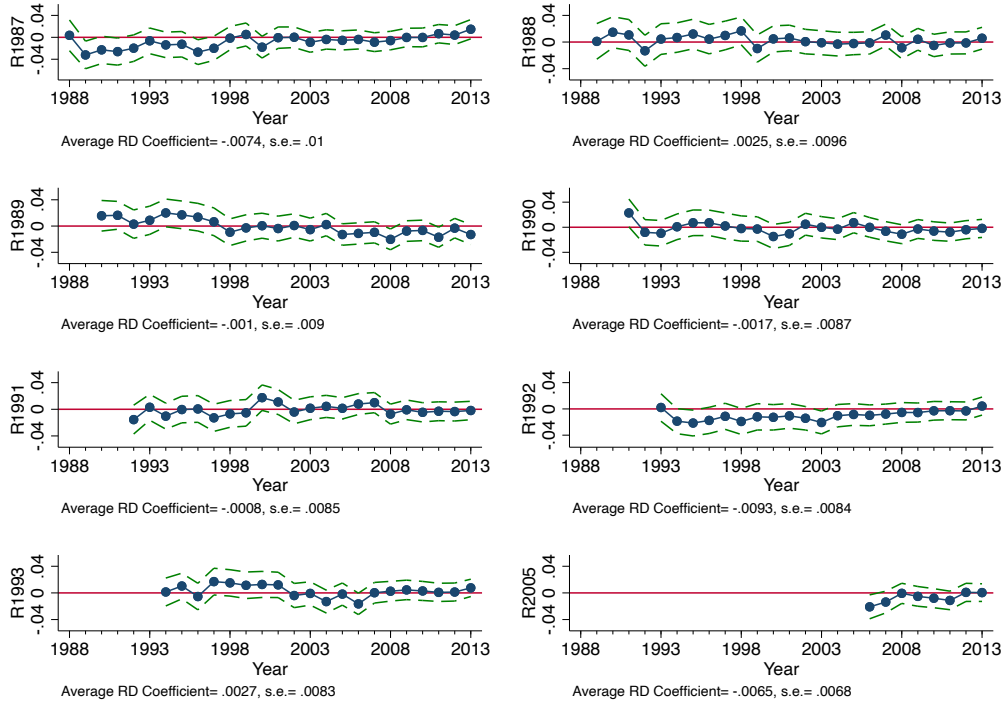 R1987
.04
0
-.04
1988 1993 1998 2003 2008 2013
Year
Average RD Coefficient= -.0074, s.e.= .01
R1988
.04
0
-.04
1988 1993 1998 2003 2008 2013
Year
Average RD Coefficient= .0025, s.e.= .0096
R1989
.04
0
-.04
1988 1993 1998 2003 2008 2013
Year
Average RD Coefficient= -.001, s.e.= .009
R1990
.04
0
-.04
1988 1993 1998 2003 2008 2013
Year
Average RD Coefficient= -.0017, s.e.= .0087
R1991
.04
0
-.04
1988 1993 1998 2003 2008 2013
Year
Average RD Coefficient= -.0008, s.e.= .0085
R1992
.04
0
-.04
1988 1993 1998 2003 2008 2013
Year
Average RD Coefficient= -.0093, s.e.= .0084
R1993
.04
0
-.04
1988 1993 1998 2003 2008 2013
Year
Average RD Coefficient= .0027, s.e.= .0083
R2005
.04
0
-.04
1988 1993 1998 2003 2008 2013
Year
Average RD Coefficient= -.0065, s.e.= .0068